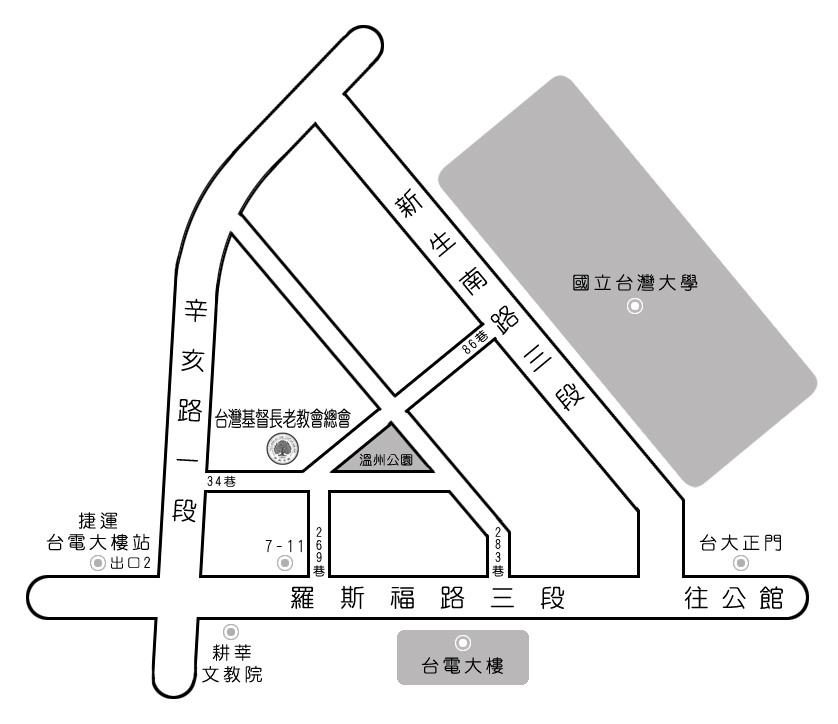 新生南路三段
國立台灣大學
辛亥路一段
86巷
台灣基督長老教會總會
溫州公園
34巷
捷運
台電大樓站
出口2
7-11
269巷
283巷
台大正門
羅斯福路三段
往公館
耕莘
文教院
台電大樓